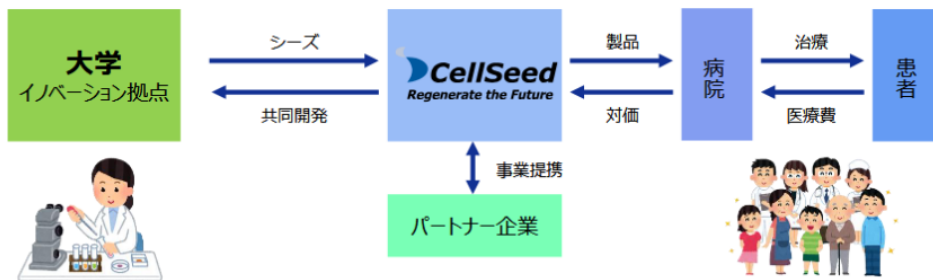 大学
イノベーション拠点
シーズ
共同開発
CellSeed
Regenerate the Future
製品
対価
病院
治療
医療費
患者
事業提携
パートナー企業